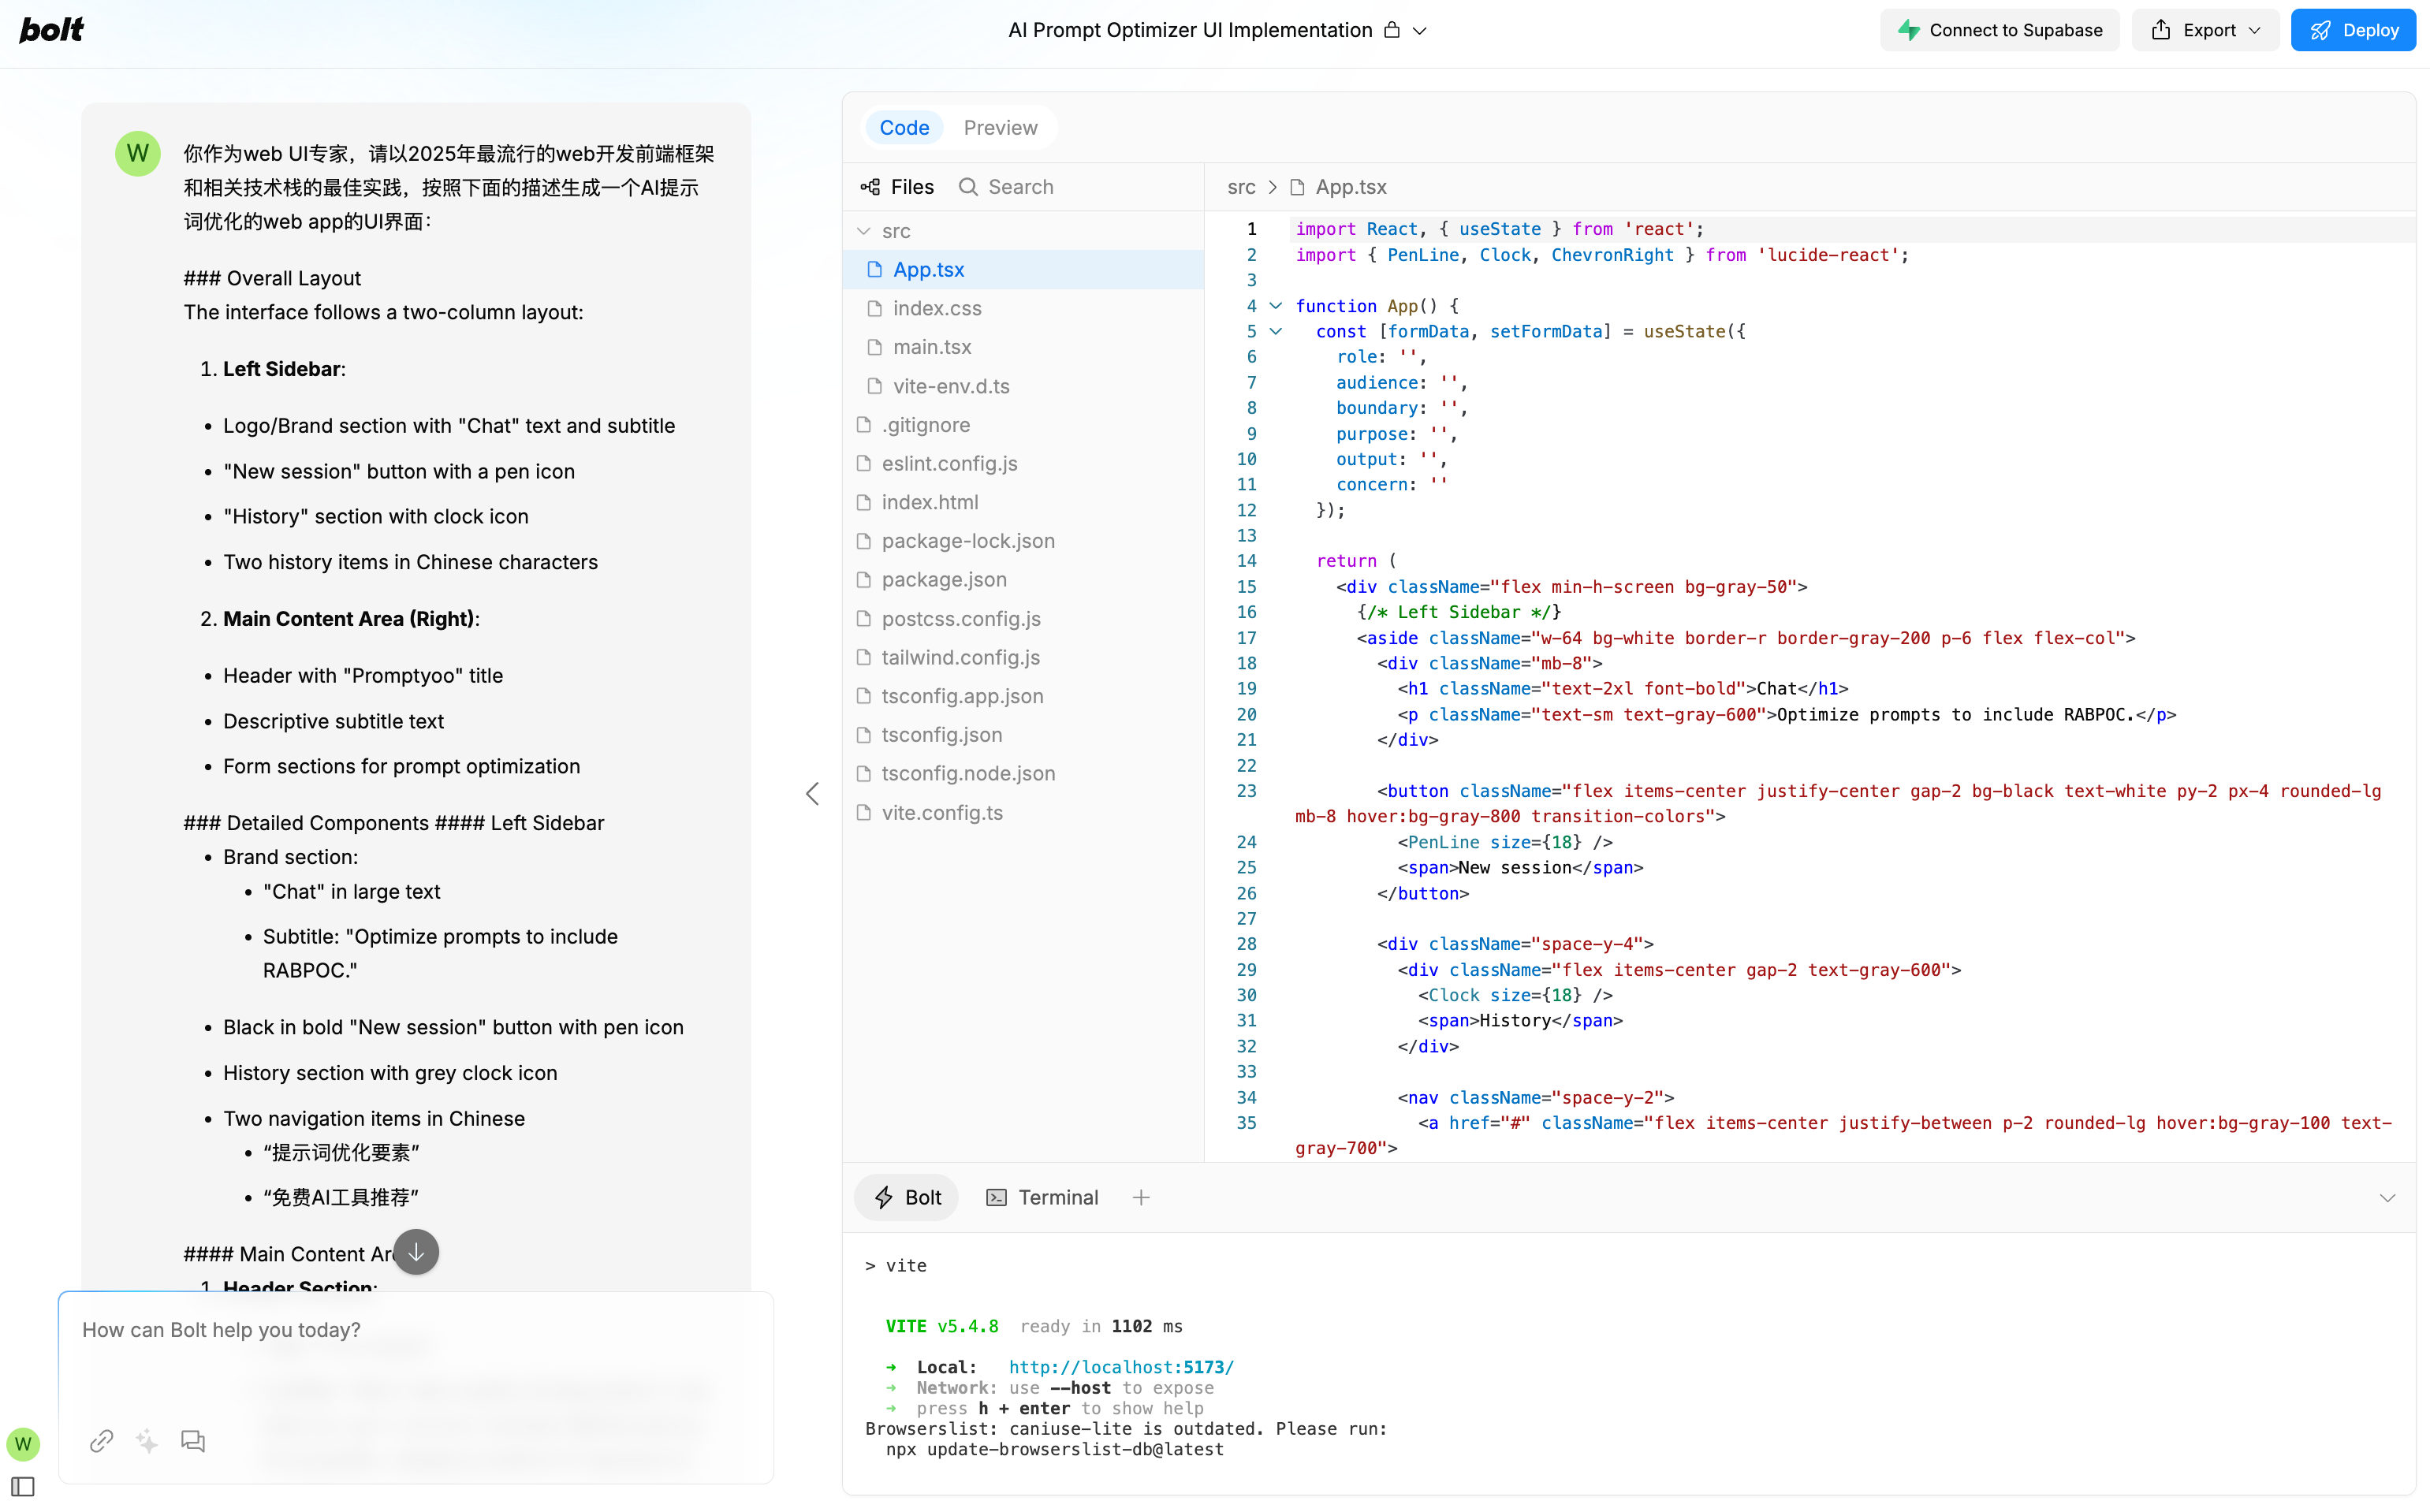 bolt
AI Prompt Optimizer UI Implementation
Connect to Supabase
Export
Deploy
W
你作为web UI专家，请以2025年最流行的web开发前端框架
和相关技术栈的最佳实践，按照下面的描述生成一个AI提示
词优化的web app的UI界面：
### Overall Layout
The interface follows a two-column layout:
1. Left Sidebar:
• Logo/Brand section with "Chat" text and subtitle
• "New session" button with a pen icon
• "History" section with clock icon
• Two history items in Chinese characters
2. Main Content Area (Right):
• Header with "Promptyoo" title
• Descriptive subtitle text
• Form sections for prompt optimization
### Detailed Components #### Left Sidebar
• Brand section:
• "Chat" in large text
• Subtitle: "Optimize prompts to include
RABPOC."
• Black in bold "New session" button with pen icon
• History section with grey clock icon
• Two navigation items in Chinese
• “提示词优化要素”
• “免费AI工具推荐”
#### Main Content Ar
1. Header Section:
How can Bolt help you today?
W
Code
Preview
Files
Search
src
App.tsx
index.css
main.tsx
vite-env.d.ts
.gitignore
eslint.config.js
index.html
package-lock.json
package.json
postcss.config.js
tailwind.config.js
tsconfig.app.json
tsconfig.json
tsconfig.node.json
vite.config.ts
src > App.tsx
1 import React, { useState } from 'react';
2 import { PenLine, Clock, ChevronRight } from 'lucide-react';
3
4 function App() {
5 const [formData, setFormData] = useState({
6 role: '',
7 audience: '',
8 boundary: '',
9 purpose: '',
10 output: '',
11 concern: ''
12 });
13
14 return (
15 <div className="flex min-h-screen bg-gray-50">
16 {/* Left Sidebar */}
17 <aside className="w-64 bg-white border-r border-gray-200 p-6 flex flex-col">
18 <div className="mb-8">
19 <h1 className="text-2xl font-bold">Chat</h1>
20 <p className="text-sm text-gray-600">Optimize prompts to include RABPOC.</p>
21 </div>
22
23 <button className="flex items-center justify-center gap-2 bg-black text-white py-2 px-4 rounded-lg
mb-8 hover:bg-gray-800 transition-colors">
24 <PenLine size={18} />
25 <span>New session</span>
26 </button>
27
28 <div className="space-y-4">
29 <div className="flex items-center gap-2 text-gray-600">
30 <Clock size={18} />
31 <span>History</span>
32 </div>
33
34 <nav className="space-y-2">
35 <a href="#" className="flex items-center justify-between p-2 rounded-lg hover:bg-gray-100 text-
gray-700">
Bolt
Terminal
> vite
VITE v5.4.8 ready in 1102 ms
➜ Local: http://localhost:5173/
➜ Network: use --host to expose
➜ press h + enter to show help
Browserslist: caniuse-lite is outdated. Please run:
npx update-browserslist-db@latest